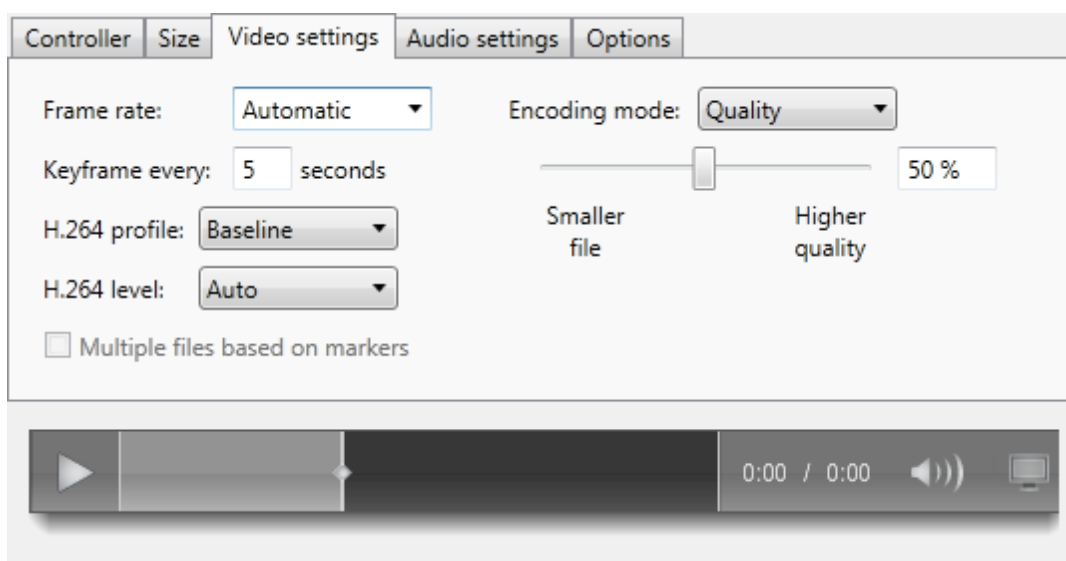 Controller Size Video settings Audio settings Options
Frame rate: Automatic Encoding mode: Quality
Keyframe every: 5 seconds 50 %
H.264 profile: Baseline Smaller file Higher quality
H.264 level: Auto
Multiple files based on markers
0:00 / 0:00